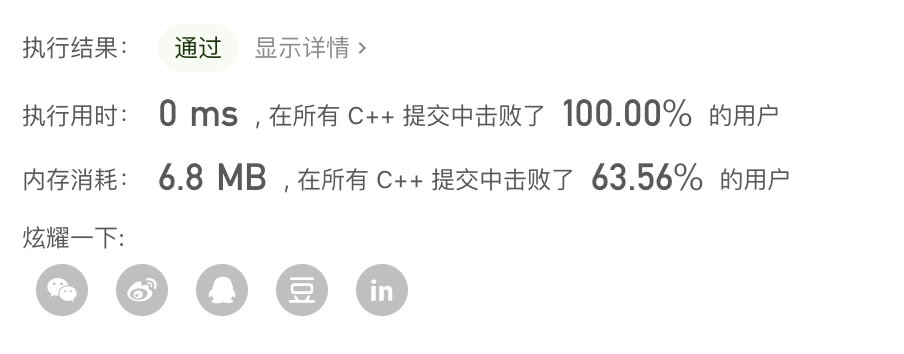 执行结果： 通过 显示详情 >
执行用时： 0 ms , 在所有 C++ 提交中击败了 100.00% 的用户
内存消耗： 6.8 MB , 在所有 C++ 提交中击败了 63.56% 的用户
炫耀一下:
豆 in